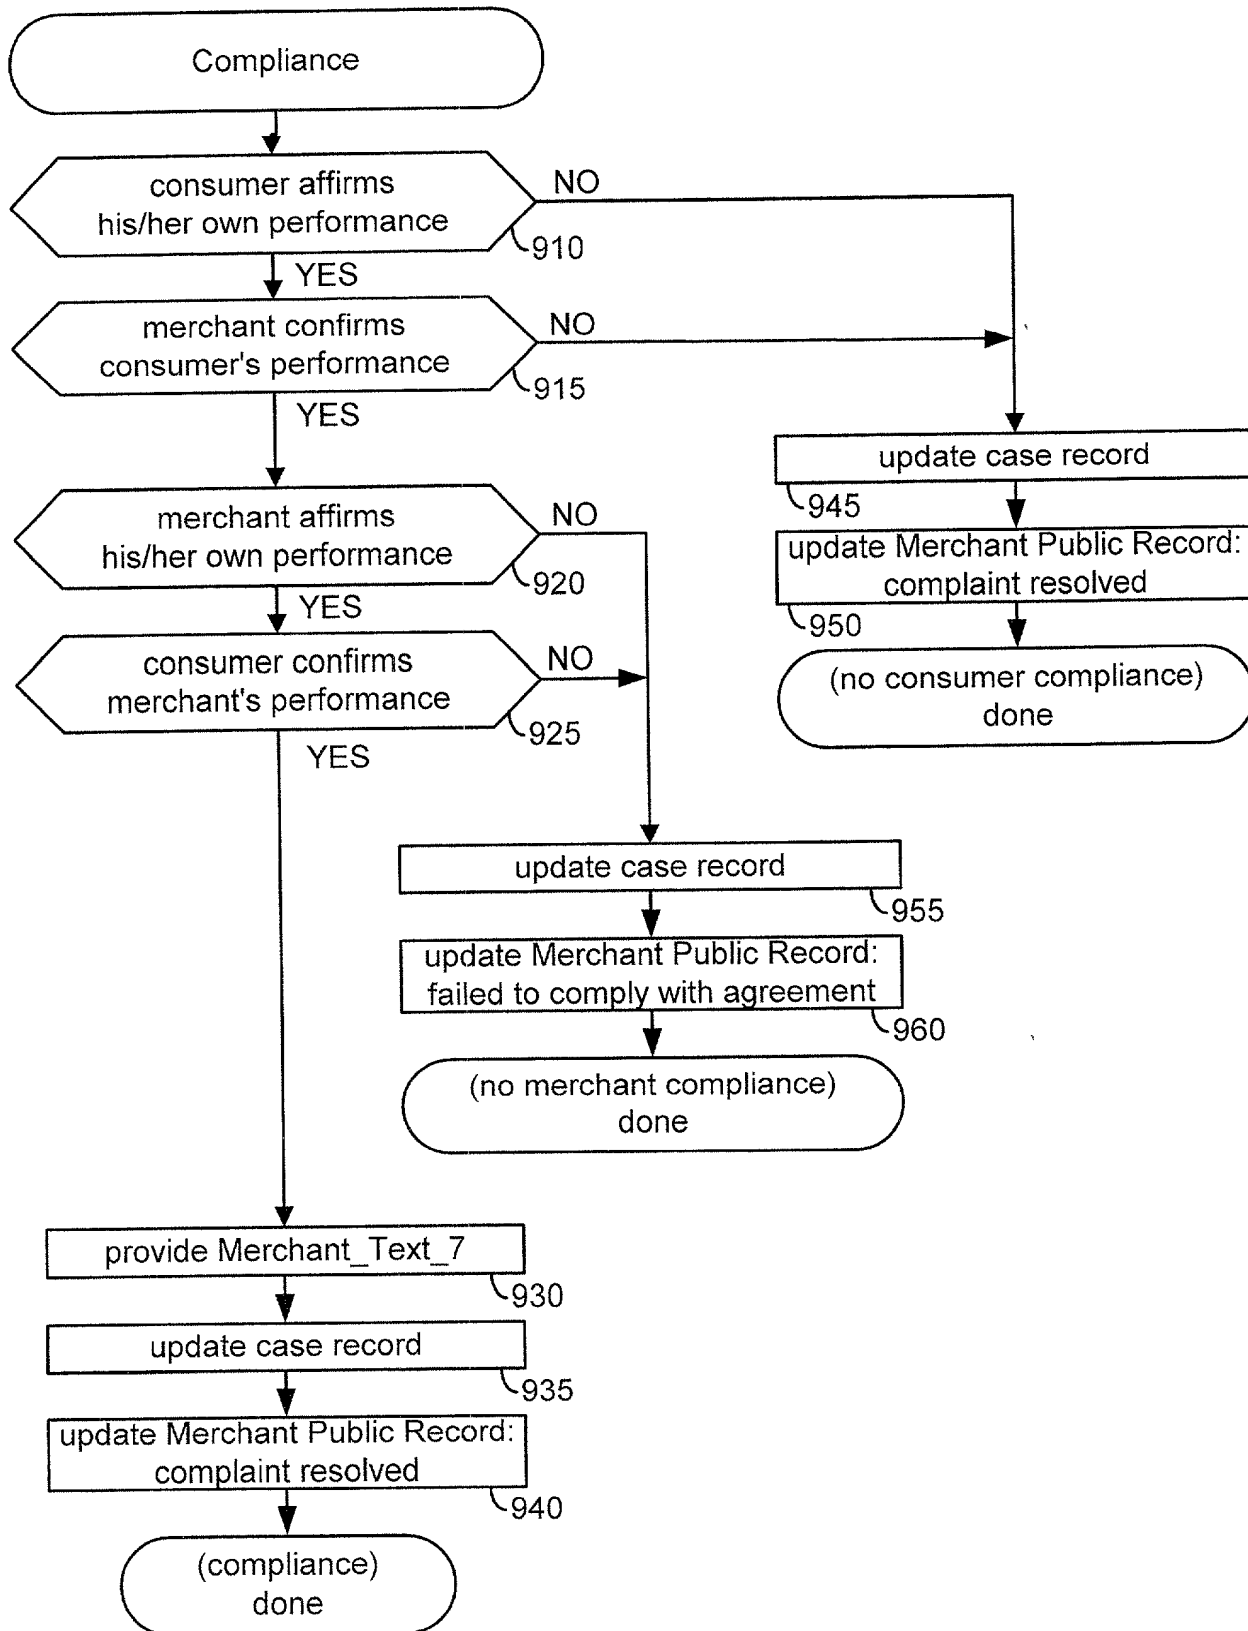 Compliance
consumer affirms
his/her own performance
NO
910
YES
merchant confirms
consumer's performance
NO
915
YES
merchant affirms
his/her own performance
NO
920
YES
consumer confirms
merchant's performance
NO
925
YES
update case record
945
update Merchant Public Record:
complaint resolved
950
(no consumer compliance)
done
update case record
955
update Merchant Public Record:
failed to comply with agreement
960
(no merchant compliance)
done
provide Merchant_Text_7
930
update case record
935
update Merchant Public Record:
complaint resolved
940
(compliance)
done